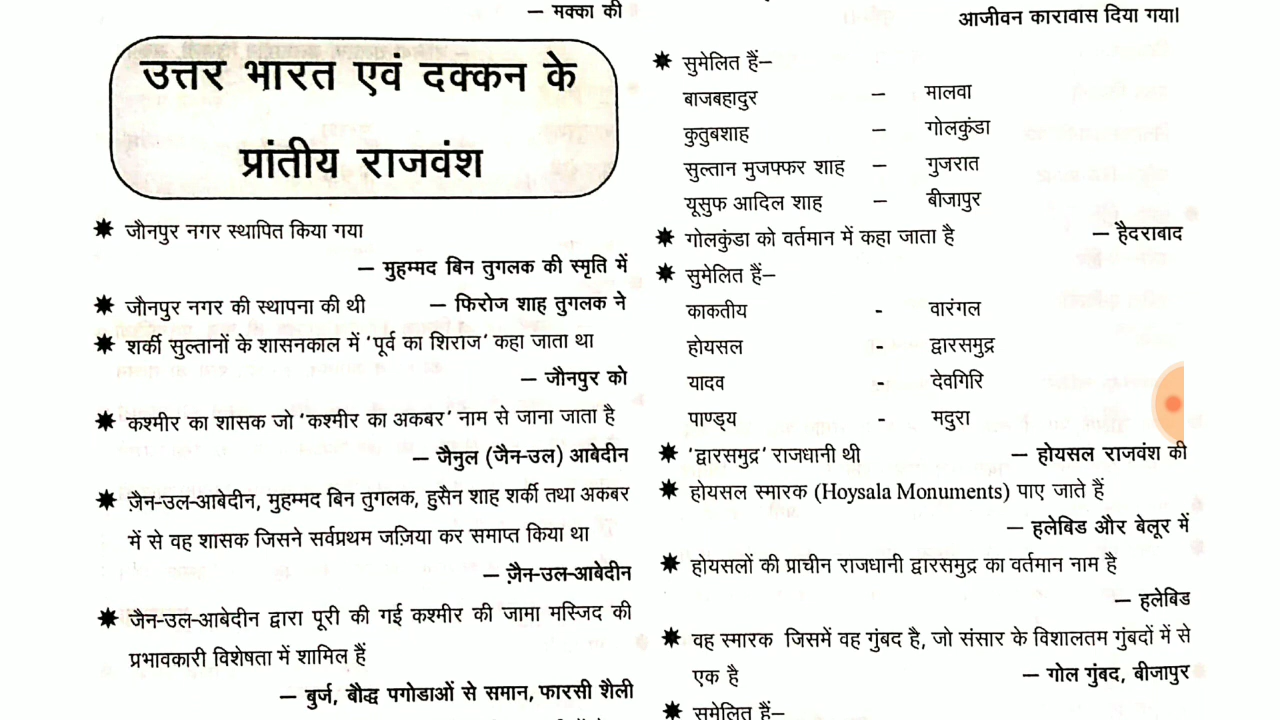 — मक्का की
उत्तर भारत एवं दक्कन के
प्रांतीय राजवंश
✷ जौनपुर नगर स्थापित किया गया
— मुहम्मद बिन तुगलक की स्मृति में
✷ जौनपुर नगर की स्थापना की थी — फिरोज शाह तुगलक ने
✷ शर्की सुल्तानों के शासनकाल में 'पूर्व का शिराज' कहा जाता था
— जौनपुर को
✷ कश्मीर का शासक जो 'कश्मीर का अकबर' नाम से जाना जाता है
— जैनुल (जैन-उल) आबेदीन
✷ ज़ैन-उल-आबेदीन, मुहम्मद बिन तुगलक, हुसैन शाह शर्की तथा अकबर
में से वह शासक जिसने सर्वप्रथम जज़िया कर समाप्त किया था
— ज़ैन-उल-आबेदीन
✷ जैन-उल-आबेदीन द्वारा पूरी की गई कश्मीर की जामा मस्जिद की
प्रभावकारी विशेषता में शामिल हैं
— बुर्ज, बौद्ध पगोडाओं से समान, फारसी शैली
आजीवन कारावास दिया गया।
✷ सुमेलित हैं–
बाजबहादुर – मालवा
कुतुबशाह – गोलकुंडा
सुल्तान मुजफ्फर शाह – गुजरात
यूसुफ आदिल शाह – बीजापुर
✷ गोलकुंडा को वर्तमान में कहा जाता है — हैदराबाद
✷ सुमेलित हैं–
काकतीय - वारंगल
होयसल - द्वारसमुद्र
यादव - देवगिरि
पाण्ड्य - मदुरा
✷ 'द्वारसमुद्र' राजधानी थी — होयसल राजवंश की
✷ होयसल स्मारक (Hoysala Monuments) पाए जाते हैं
— हलेबिड और बेलूर में
✷ होयसलों की प्राचीन राजधानी द्वारसमुद्र का वर्तमान नाम है
— हलेबिड
✷ वह स्मारक जिसमें वह गुंबद है, जो संसार के विशालतम गुंबदों में से
एक है — गोल गुंबद, बीजापुर
✷ सुमेलित हैं–